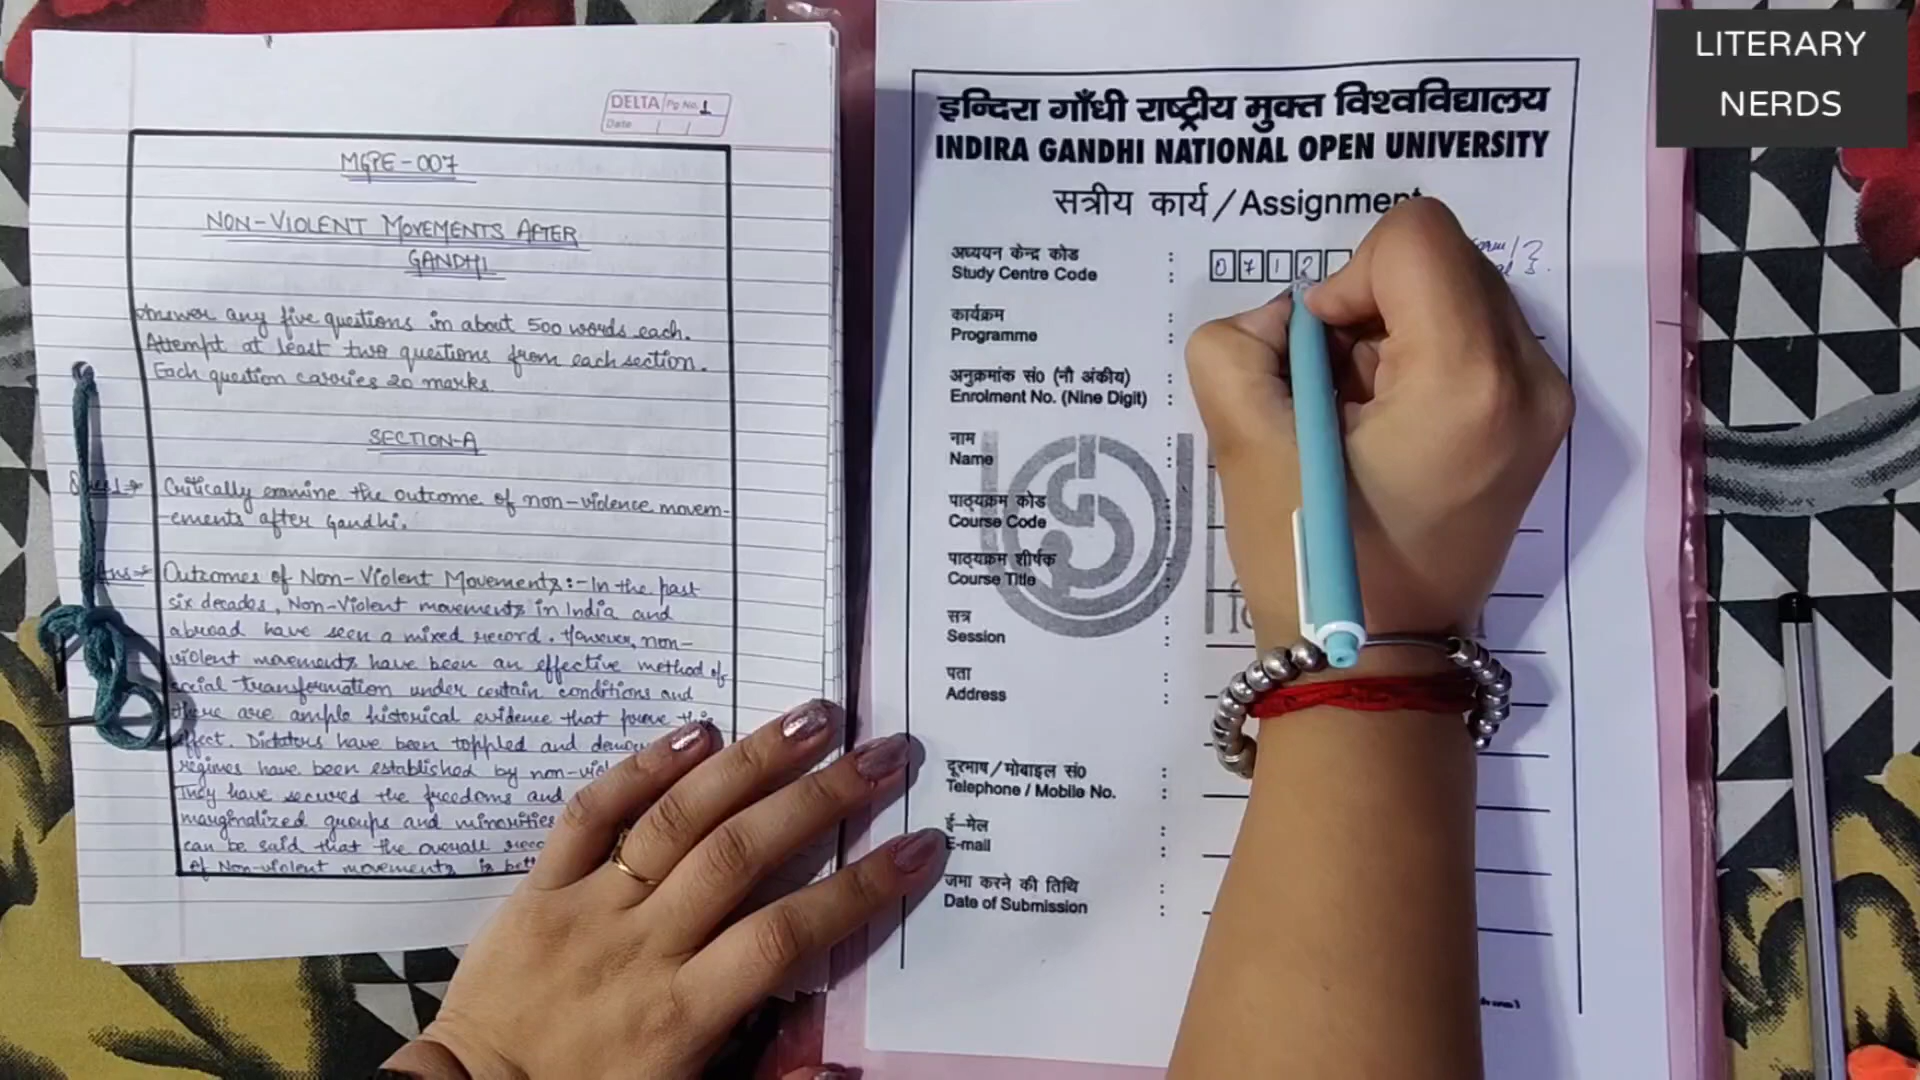 LITERARY
NERDS
DELTA Pg No. 1
Date
MGPE-007
NON-VIOLENT MOVEMENTS AFTER
GANDHI
Answer any five questions in about 500 words each.
Attempt at least two questions from each section.
Each question carries 20 marks.
SECTION-A
Critically examine the outcome of non-violence movem-
-ements after Gandhi.
Ans→ Outcomes of Non-Violent Movements:- In the past
six decades, Non-Violent movements in India and
abroad have seen a mixed record. However, non-
violent movements have been an effective method of
social transformation under certain conditions and
there are ample historical evidence that prove this
effect. Dictators have been toppled and
regimes have been established by
They have secured the freedoms and
marginalized groups and minorities
can be said that the overall
of Non-violent movements is
इन्दिरा गाँधी राष्ट्रीय मुक्त विश्वविद्यालय
INDIRA GANDHI NATIONAL OPEN UNIVERSITY
सत्रीय कार्य / Assignment
अध्ययन केन्द्र कोड :
Study Centre Code : 0 7 1 2
कार्यक्रम :
Programme :
अनुक्रमांक सं0 (नौ अंकीय) :
Enrolment No. (Nine Digit) :
नाम :
Name :
पाठ्यक्रम कोड :
Course Code :
पाठ्यक्रम शीर्षक :
Course Title :
सत्र :
Session :
पता :
Address :
दूरभाष / मोबाइल सं0 :
Telephone / Mobile No. :
ई-मेल :
E-mail :
जमा करने की तिथि :
Date of Submission :